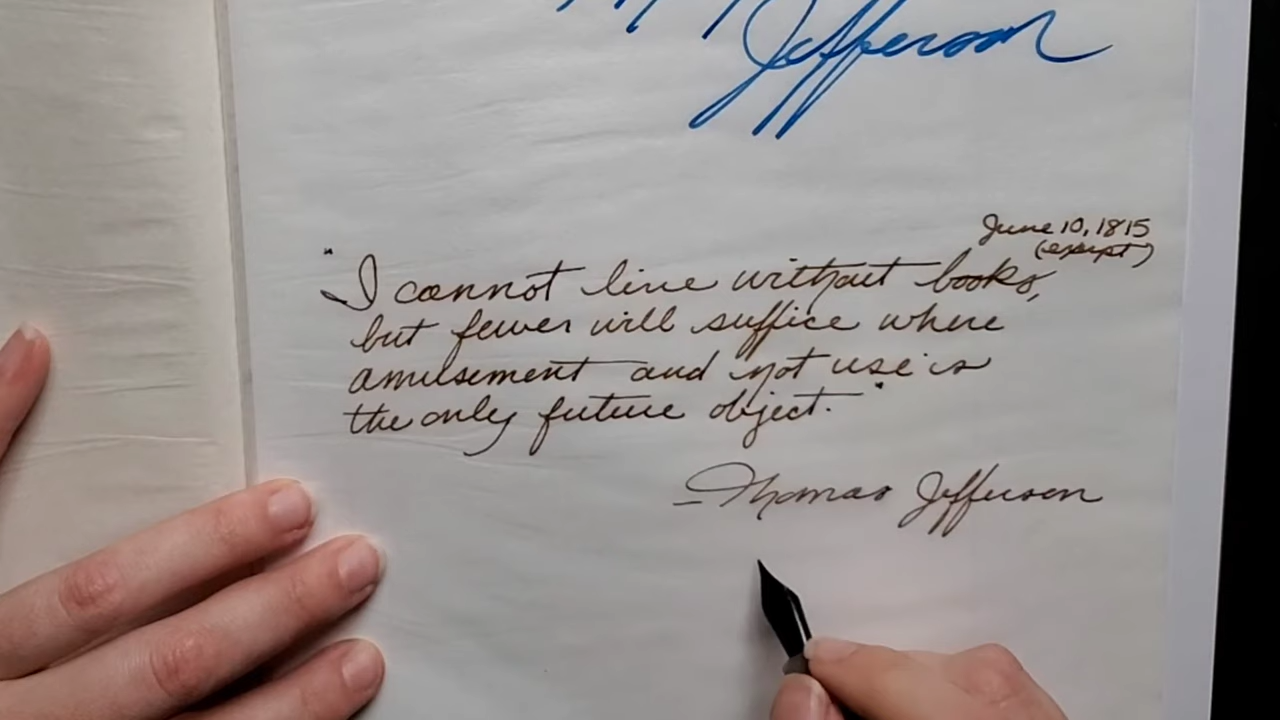 Jefferson
June 10, 1815
(exerpt)
"I cannot live without books,
but fewer will suffice where
amusement and not use is
the only future object."
- Thomas Jefferson